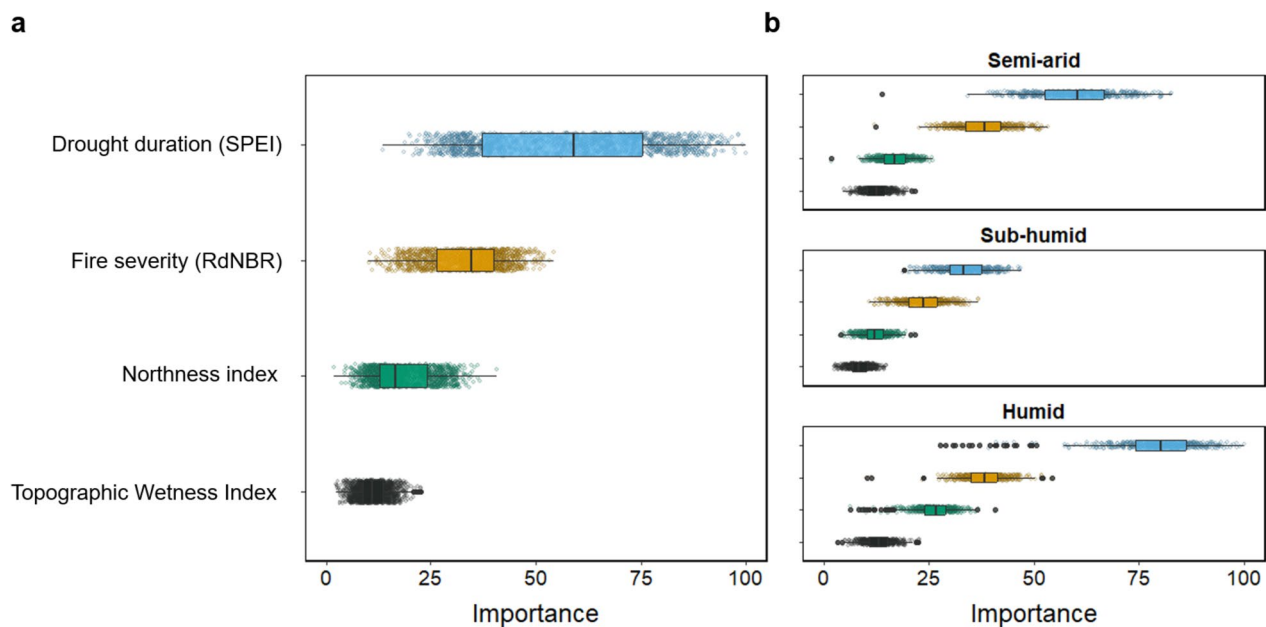 a
Drought duration (SPEI)
Fire severity (RdNBR)
Northness index
Topographic Wetness Index
0 25 50 75 100
Importance
b
Semi-arid
Sub-humid
Humid
0 25 50 75 100
Importance